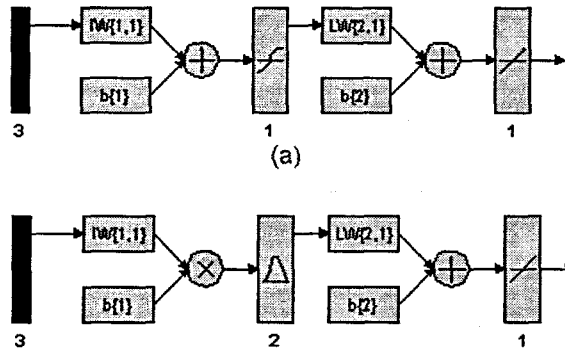 IW{1,1}
LW{2,1}
b{1}
b{2}
3
1
1
(a)
IW{1,1}
LW{2,1}
b{1}
b{2}
3
2
1